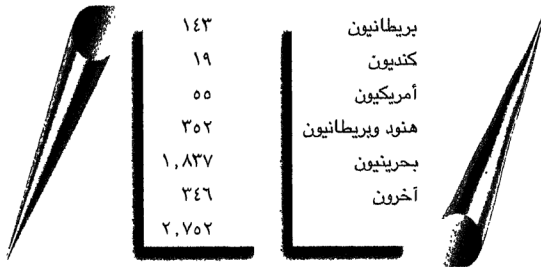 بريطانيون ١٤٣
كنديون ١٩
أمريكيون ٥٥
هنود وبريطانيون ٣٥٢
بحرينيون ١,٨٣٧
آخرون ٣٤٦
٢,٧٥٢